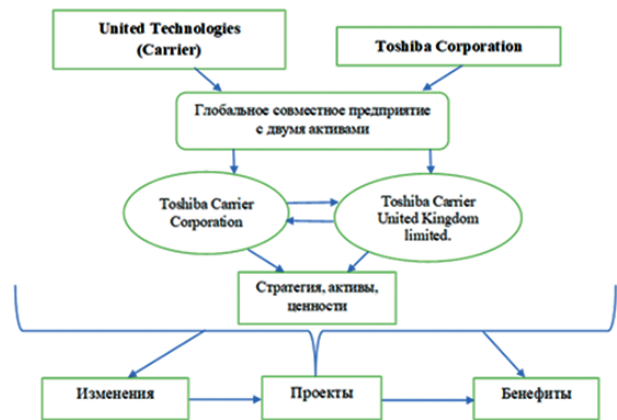 United Technologies
(Carrier)
Toshiba Corporation
Глобальное совместное предприятие
с двумя активами
Toshiba Carrier
Corporation
Toshiba Carrier
United Kingdom
limited.
Стратегия, активы,
ценности
Изменения
Проекты
Бенефиты